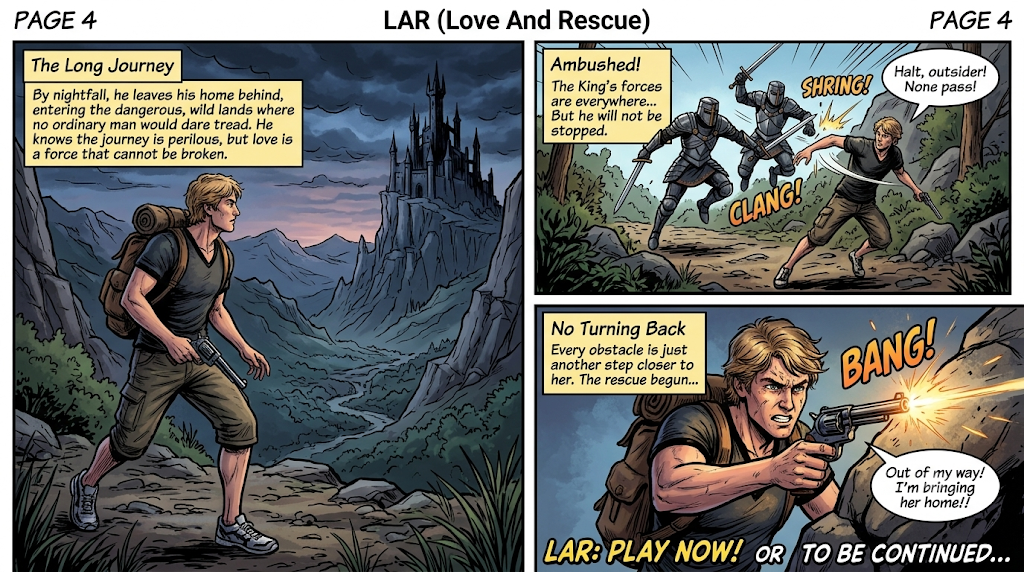 PAGE 4
LAR (Love And Rescue)
PAGE 4
The Long Journey
By nightfall, he leaves his home behind,
entering the dangerous, wild lands where
no ordinary man would dare tread. He
knows the journey is perilous, but love is
a force that cannot be broken.
Ambushed!
The King's forces
are everywhere...
But he will not be
stopped.
SHRING!
Halt, outsider!
None pass!
CLANG!
No Turning Back
Every obstacle is just
another step closer to
her. The rescue begun...
BANG!
Out of my way!
I'm bringing
her home!!
LAR: PLAY NOW! OR TO BE CONTINUED...